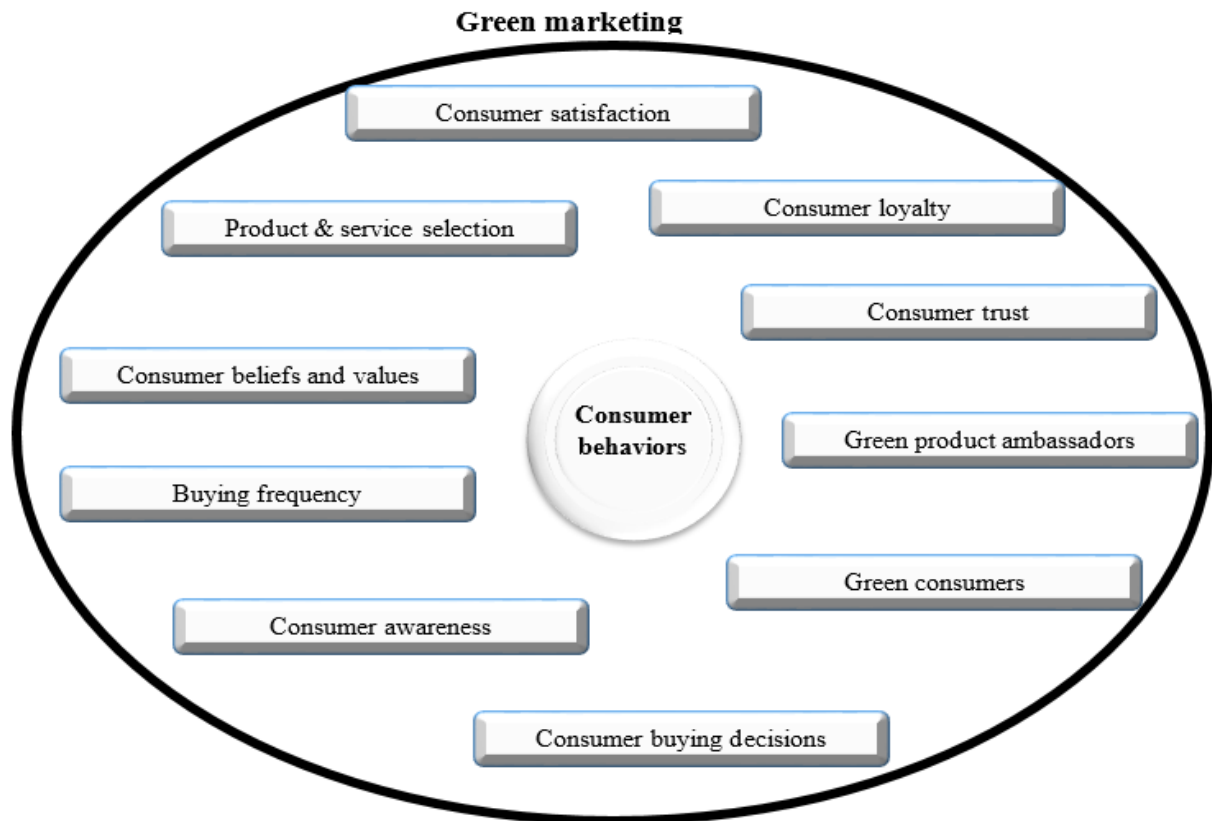 Green marketing
Consumer satisfaction
Consumer loyalty
Product & service selection
Consumer trust
Consumer beliefs and values
Consumer
behaviors
Green product ambassadors
Buying frequency
Green consumers
Consumer awareness
Consumer buying decisions